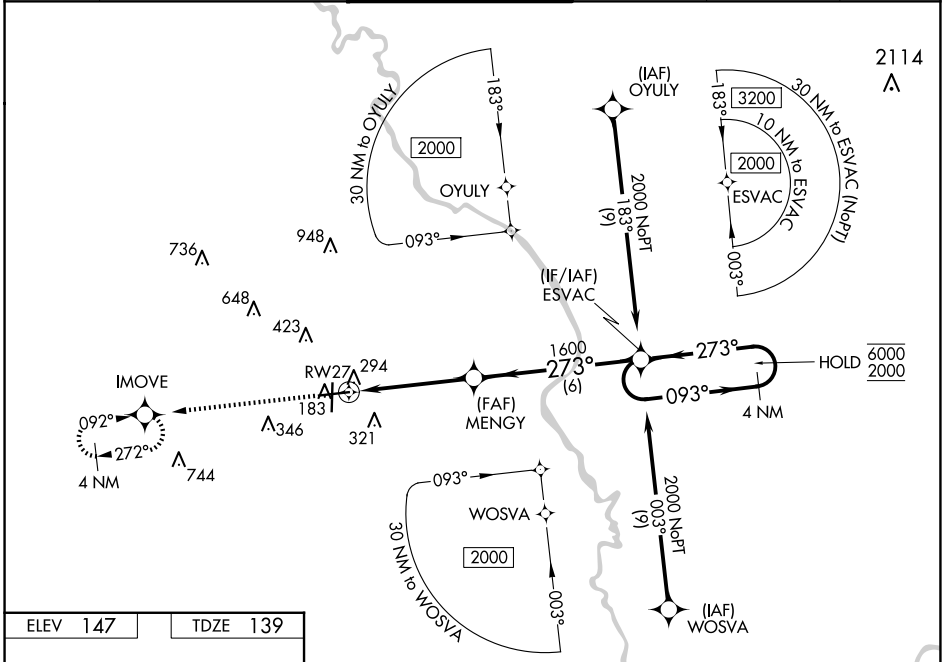 2114
(IAF)
OYULY
30 NM to OYULY
183°
2000
OYULY
093°
2000 NoPT
183°
(9)
183°
3200
30 NM to ESVAC (NoPT)
10 NM to ESVAC
2000
ESVAC
003°
736
948
648
423
(IF/IAF)
ESVAC
1600
273°
(6)
273°
HOLD
6000
2000
093°
4 NM
RW27
294
183
(FAF)
MENGY
IMOVE
092°
272°
4 NM
346
321
744
093°
WOSVA
2000
30 NM to WOSVA
003°
2000 NoPT
003°
(9)
(IAF)
WOSVA
ELEV 147
TDZE 139